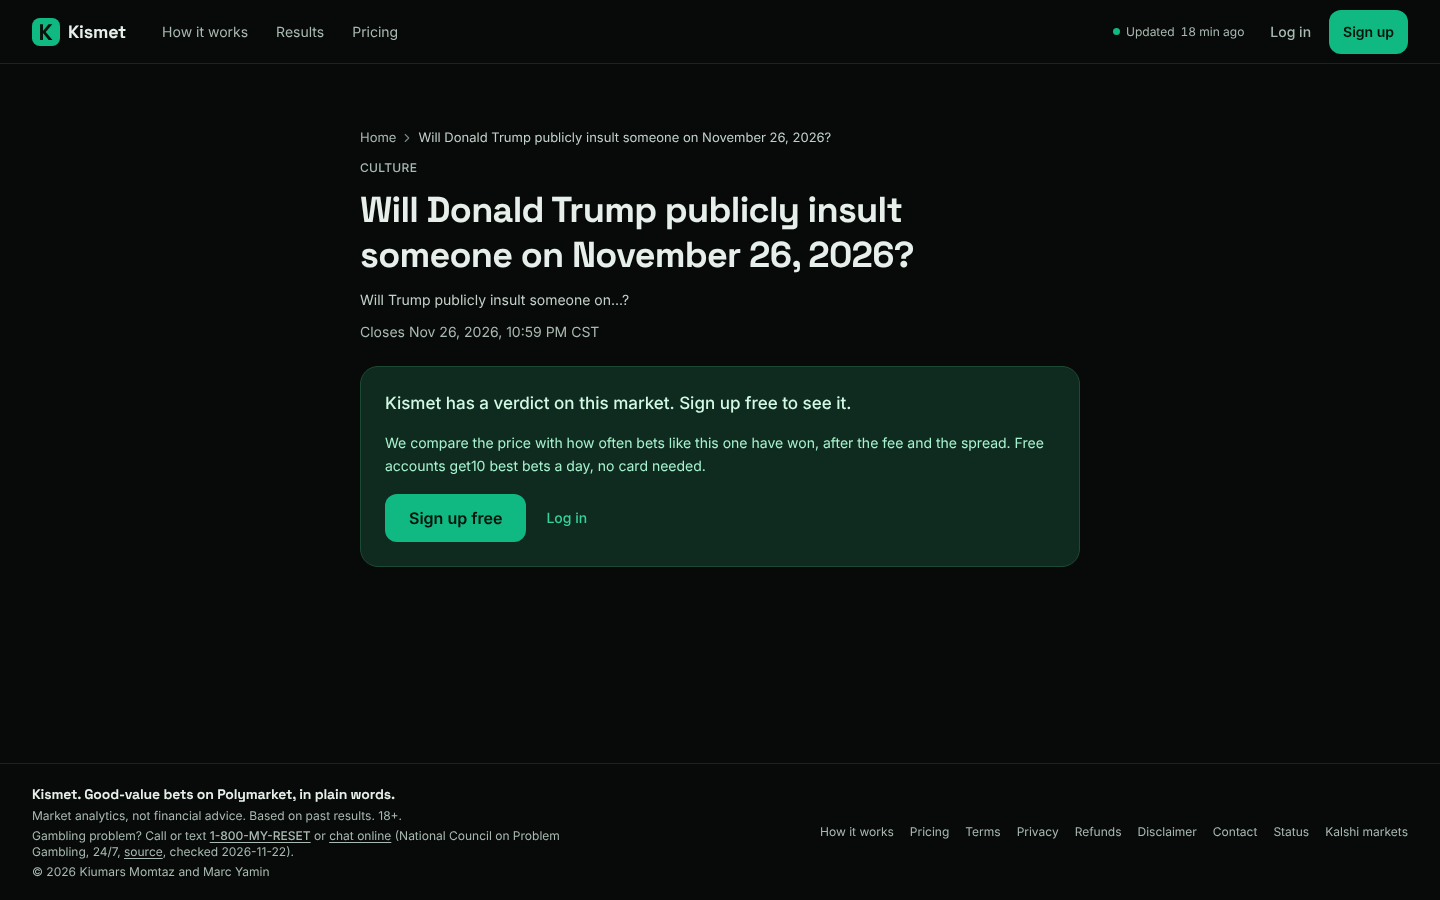 K Kismet How it works Results Pricing Updated 18 min ago Log in Sign up
Home > Will Donald Trump publicly insult someone on November 26, 2026?
CULTURE
Will Donald Trump publicly insult
someone on November 26, 2026?
Will Trump publicly insult someone on...?
Closes Nov 26, 2026, 10:59 PM CST
Kismet has a verdict on this market. Sign up free to see it.
We compare the price with how often bets like this one have won, after the fee and the spread. Free
accounts get10 best bets a day, no card needed.
Sign up free Log in
Kismet. Good-value bets on Polymarket, in plain words.
Market analytics, not financial advice. Based on past results. 18+.
Gambling problem? Call or text 1-800-MY-RESET or chat online (National Council on Problem
Gambling, 24/7, source, checked 2026-11-22).
© 2026 Kiumars Momtaz and Marc Yamin
How it works Pricing Terms Privacy Refunds Disclaimer Contact Status Kalshi markets